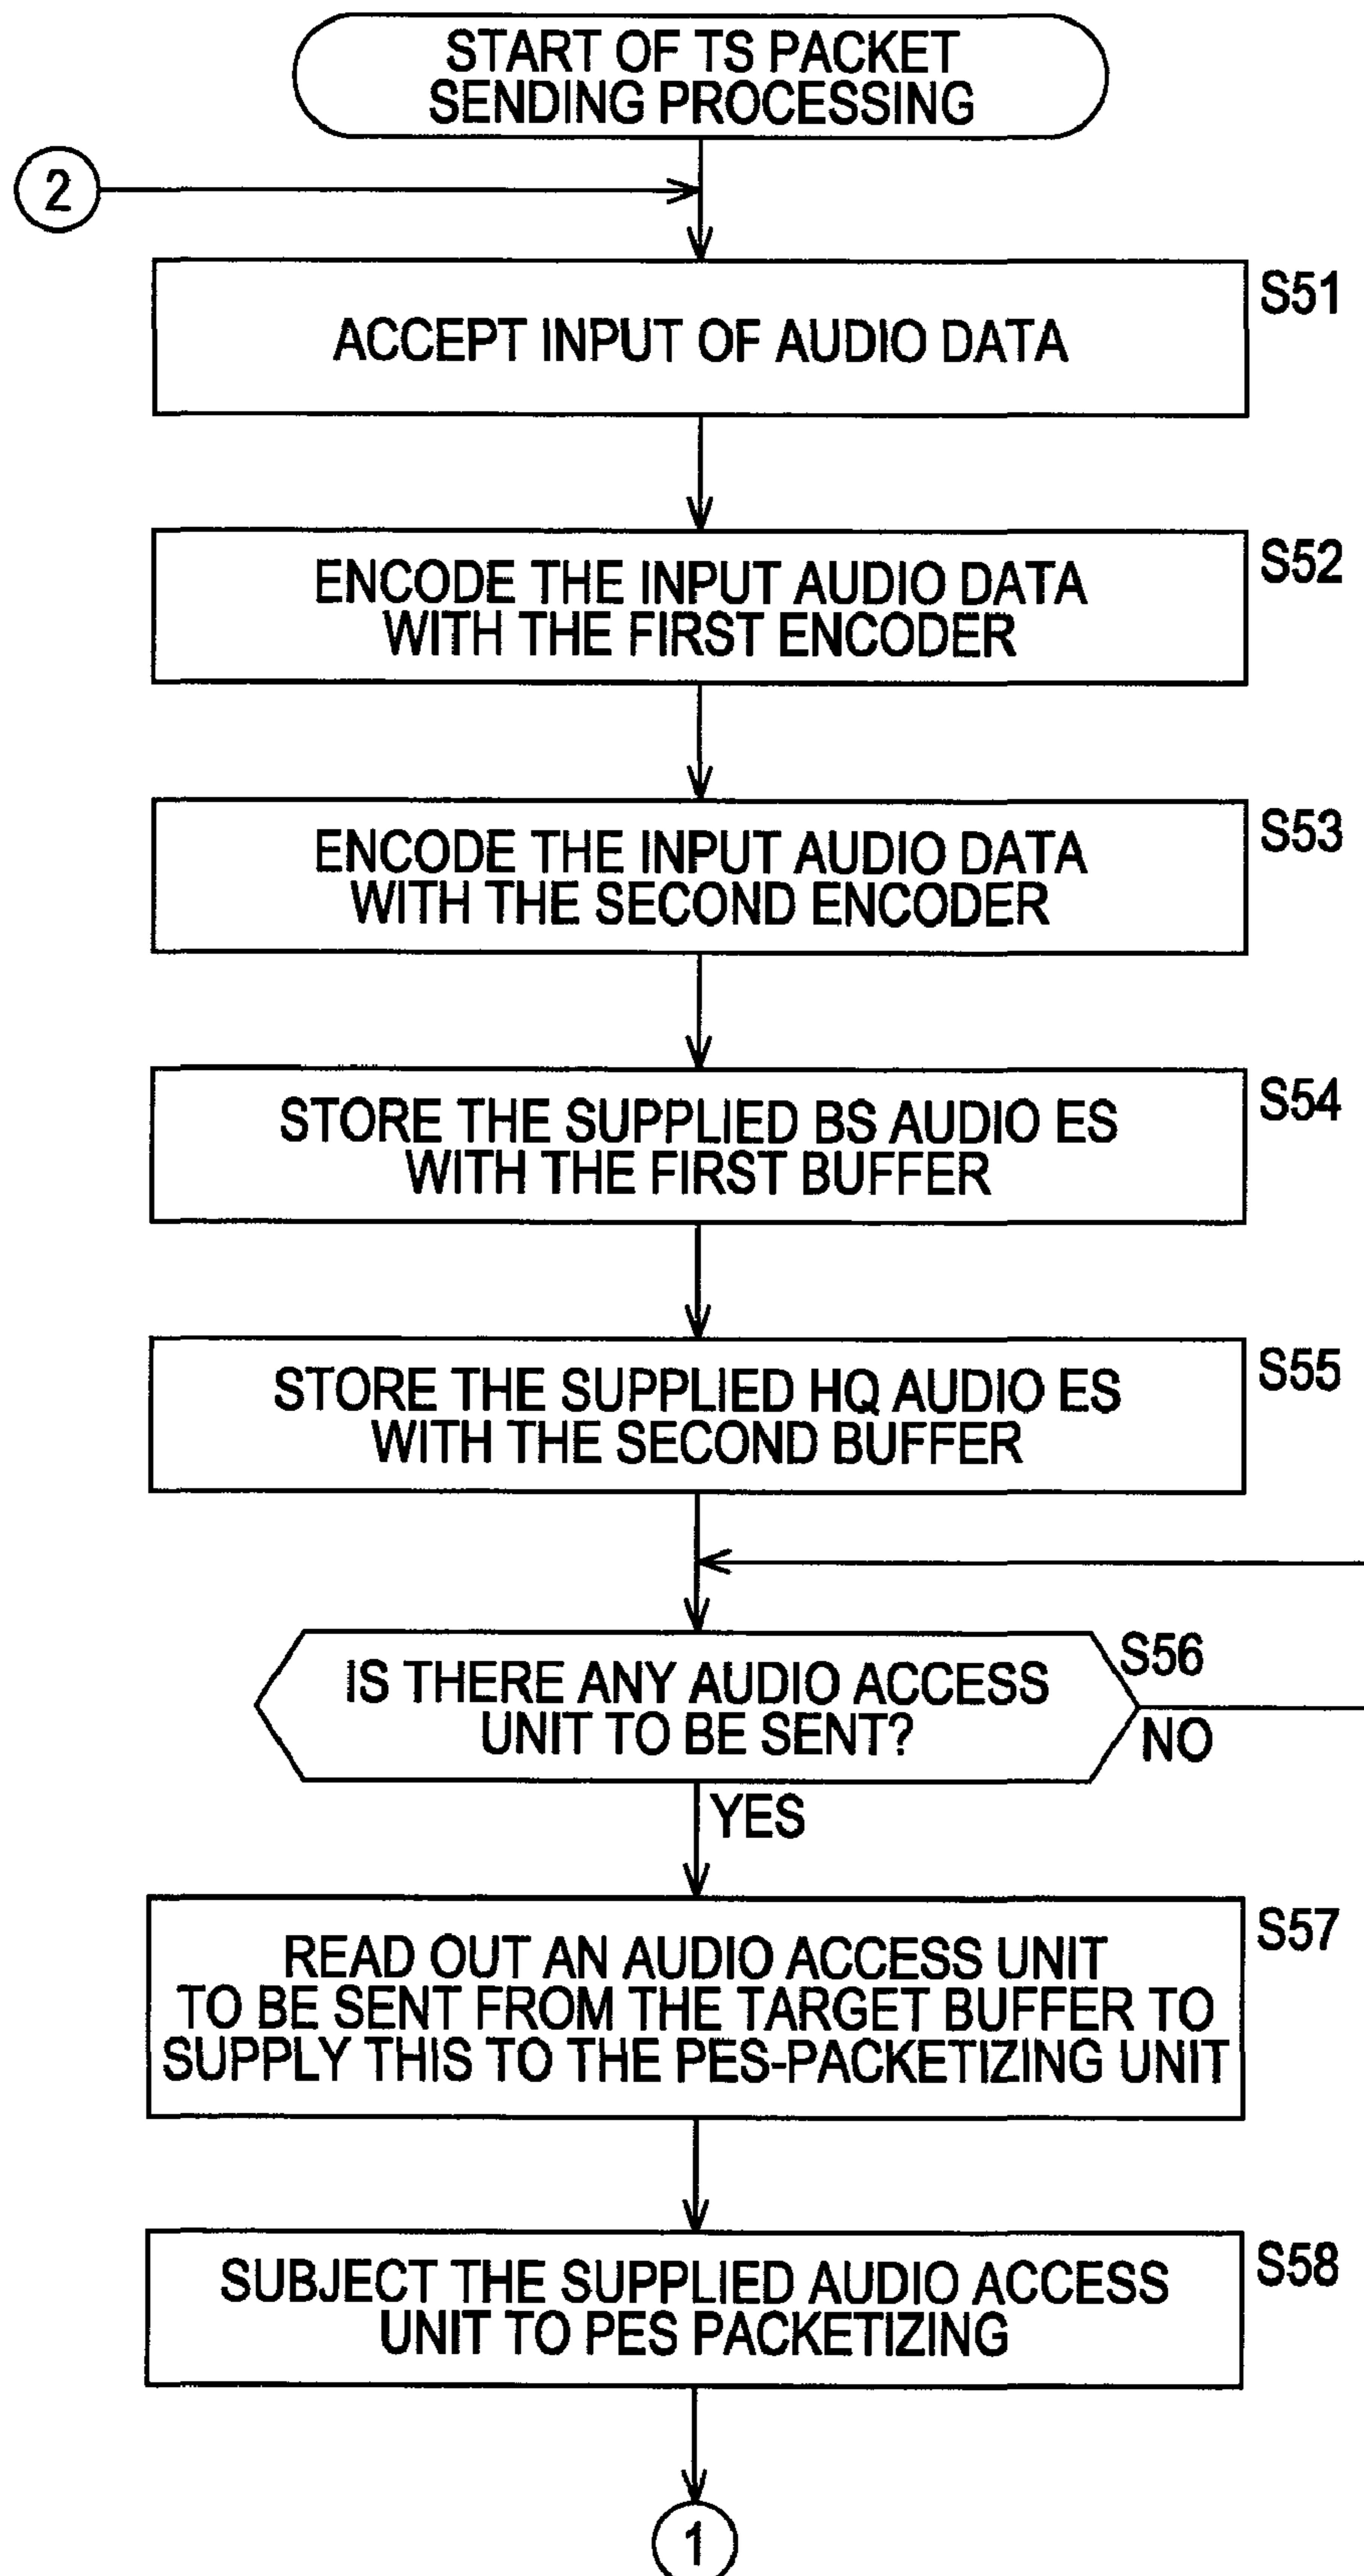 START OF TS PACKET
SENDING PROCESSING
2
S51
ACCEPT INPUT OF AUDIO DATA
S52
ENCODE THE INPUT AUDIO DATA
WITH THE FIRST ENCODER
S53
ENCODE THE INPUT AUDIO DATA
WITH THE SECOND ENCODER
S54
STORE THE SUPPLIED BS AUDIO ES
WITH THE FIRST BUFFER
S55
STORE THE SUPPLIED HQ AUDIO ES
WITH THE SECOND BUFFER
S56
IS THERE ANY AUDIO ACCESS
UNIT TO BE SENT?
NO
YES
S57
READ OUT AN AUDIO ACCESS UNIT
TO BE SENT FROM THE TARGET BUFFER TO
SUPPLY THIS TO THE PES-PACKETIZING UNIT
S58
SUBJECT THE SUPPLIED AUDIO ACCESS
UNIT TO PES PACKETIZING
1